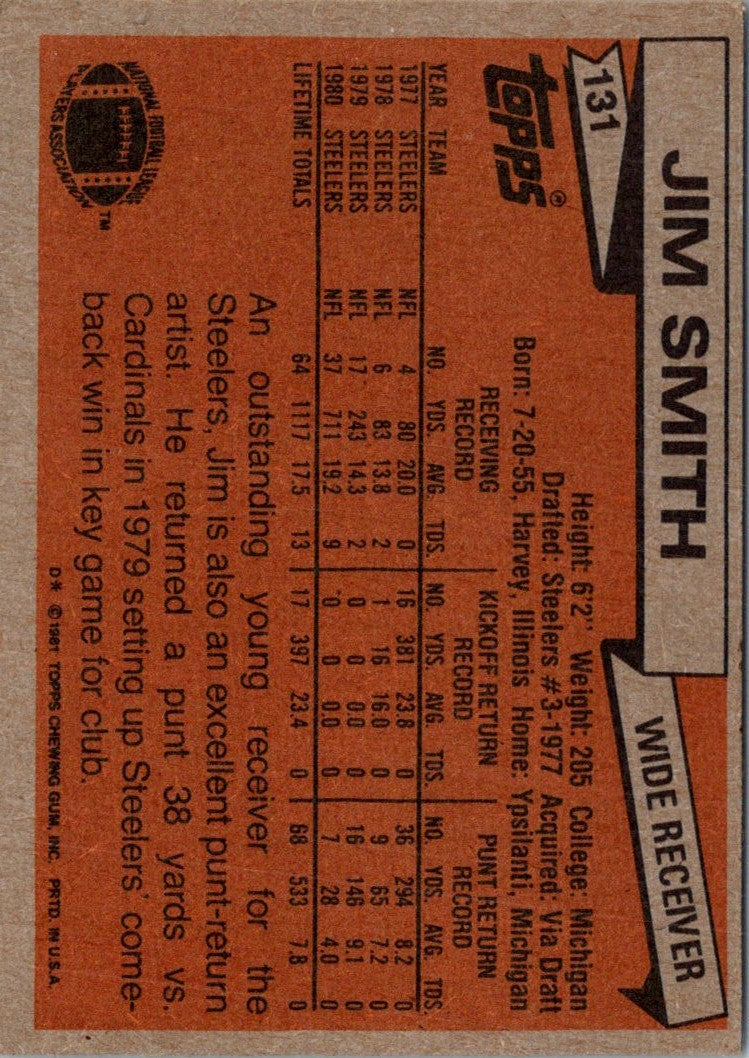 JIM SMITH
WIDE RECEIVER
131
TOPPS®
Height: 6'2" Weight: 205 College: Michigan
Drafted: Steelers #3-1977 Acquired: Via Draft
Born: 7-20-55, Harvey, Illinois Home: Ypsilanti, Michigan
RECEIVING RECORD KICKOFF RETURN RECORD PUNT RETURN RECORD
YEAR TEAM NO. YDS. AVG. TDS. NO. YDS. AVG. TDS. NO. YDS. AVG. TDS
1977 STEELERS NFL 4 80 20.0 0 16 381 23.8 0 36 294 8.2 0
1978 STEELERS NFL 6 83 13.8 2 1 16 16.0 0 9 65 7.2 0
1979 STEELERS NFL 17 243 14.3 2 0 0 0.0 0 16 146 9.1 0
1980 STEELERS NFL 37 711 19.2 9 0 0 0.0 0 7 28 4.0 0
LIFETIME TOTALS 64 1117 17.5 13 17 397 23.4 0 68 533 7.8 0
An outstanding young receiver for the
Steelers, Jim is also an excellent punt-return
artist. He returned a punt 38 yards vs.
Cardinals in 1979 setting up Steelers' come-
back win in key game for club.
NATIONAL FOOTBALL LEAGUE
PLAYERS ASSOCIATION
™
D* © 1981 TOPPS CHEWING GUM, INC. PRTD. IN U.S.A.